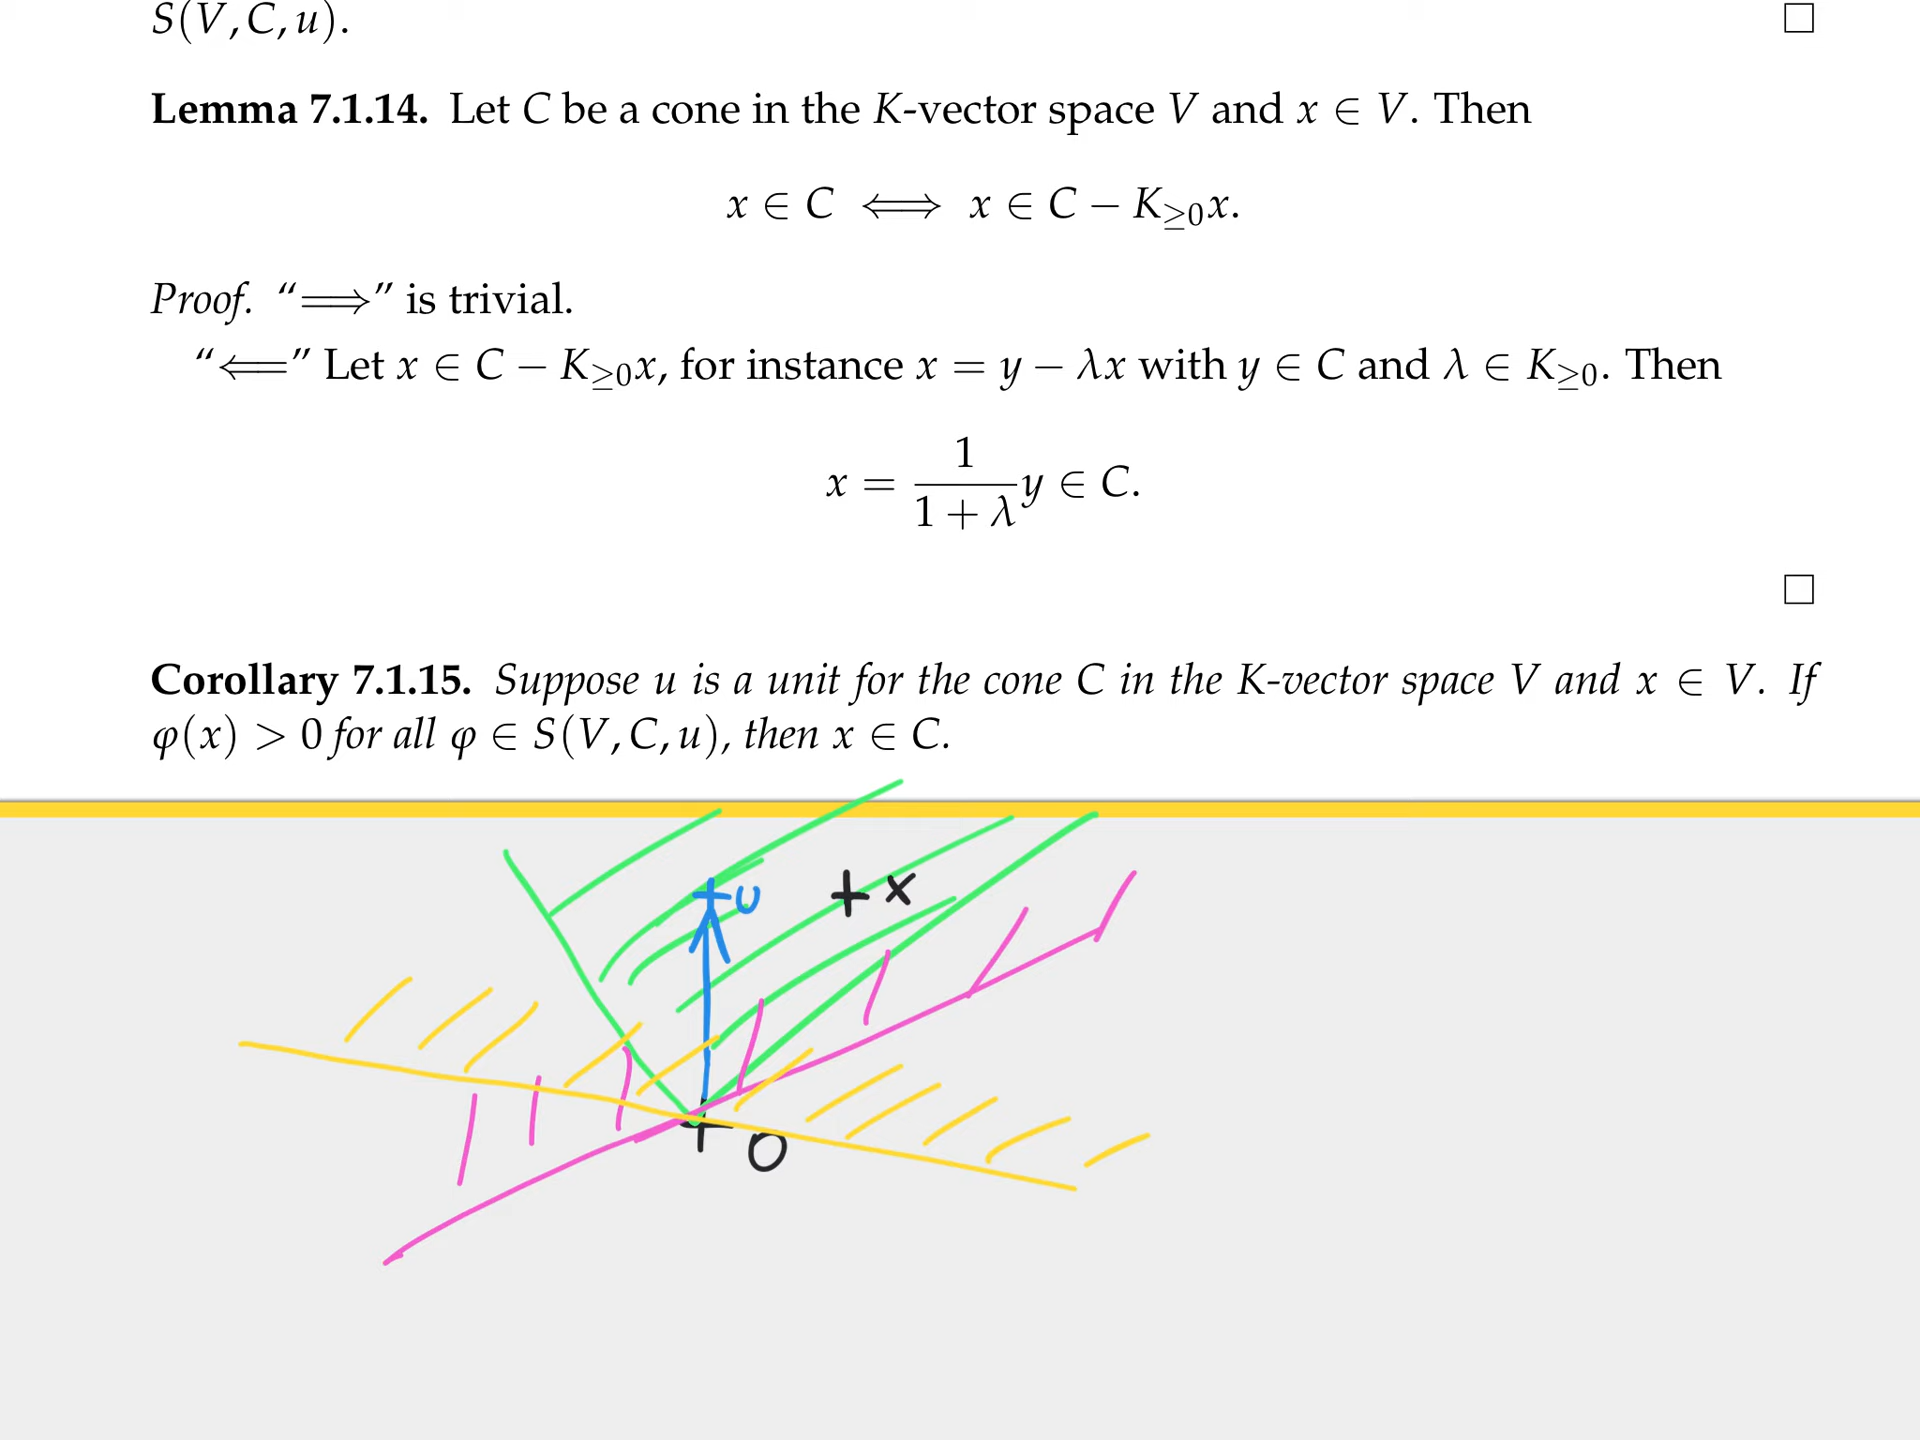 S(V, C, u). □
Lemma 7.1.14. Let C be a cone in the K-vector space V and x ∈ V. Then
x ∈ C ⟺ x ∈ C − K≥0x.
Proof. “⟹” is trivial.
“⟸” Let x ∈ C − K≥0x, for instance x = y − λx with y ∈ C and λ ∈ K≥0. Then
x = 1/(1 + λ) y ∈ C.
□
Corollary 7.1.15. Suppose u is a unit for the cone C in the K-vector space V and x ∈ V. If
φ(x) > 0 for all φ ∈ S(V, C, u), then x ∈ C.
u
x
0